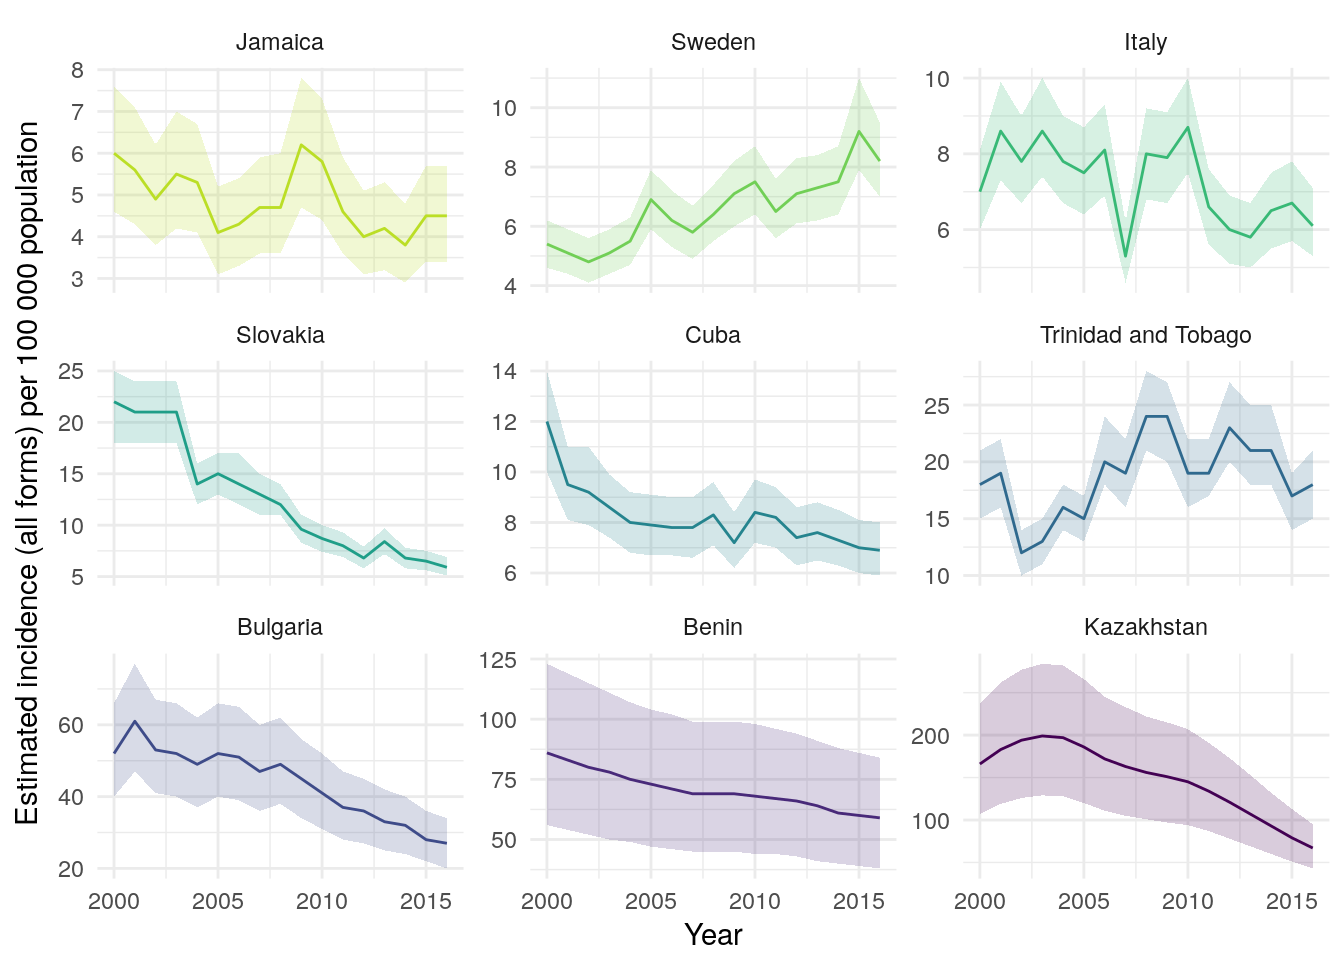 Estimated incidence (all forms) per 100 000 population
Jamaica
8
7
6
5
4
3
Sweden
10
8
6
4
Italy
10
8
6
Slovakia
25
20
15
10
5
Cuba
14
12
10
8
6
Trinidad and Tobago
25
20
15
10
Bulgaria
60
40
20
2000 2005 2010 2015
Benin
125
100
75
50
2000 2005 2010 2015
Kazakhstan
200
100
2000 2005 2010 2015
Year